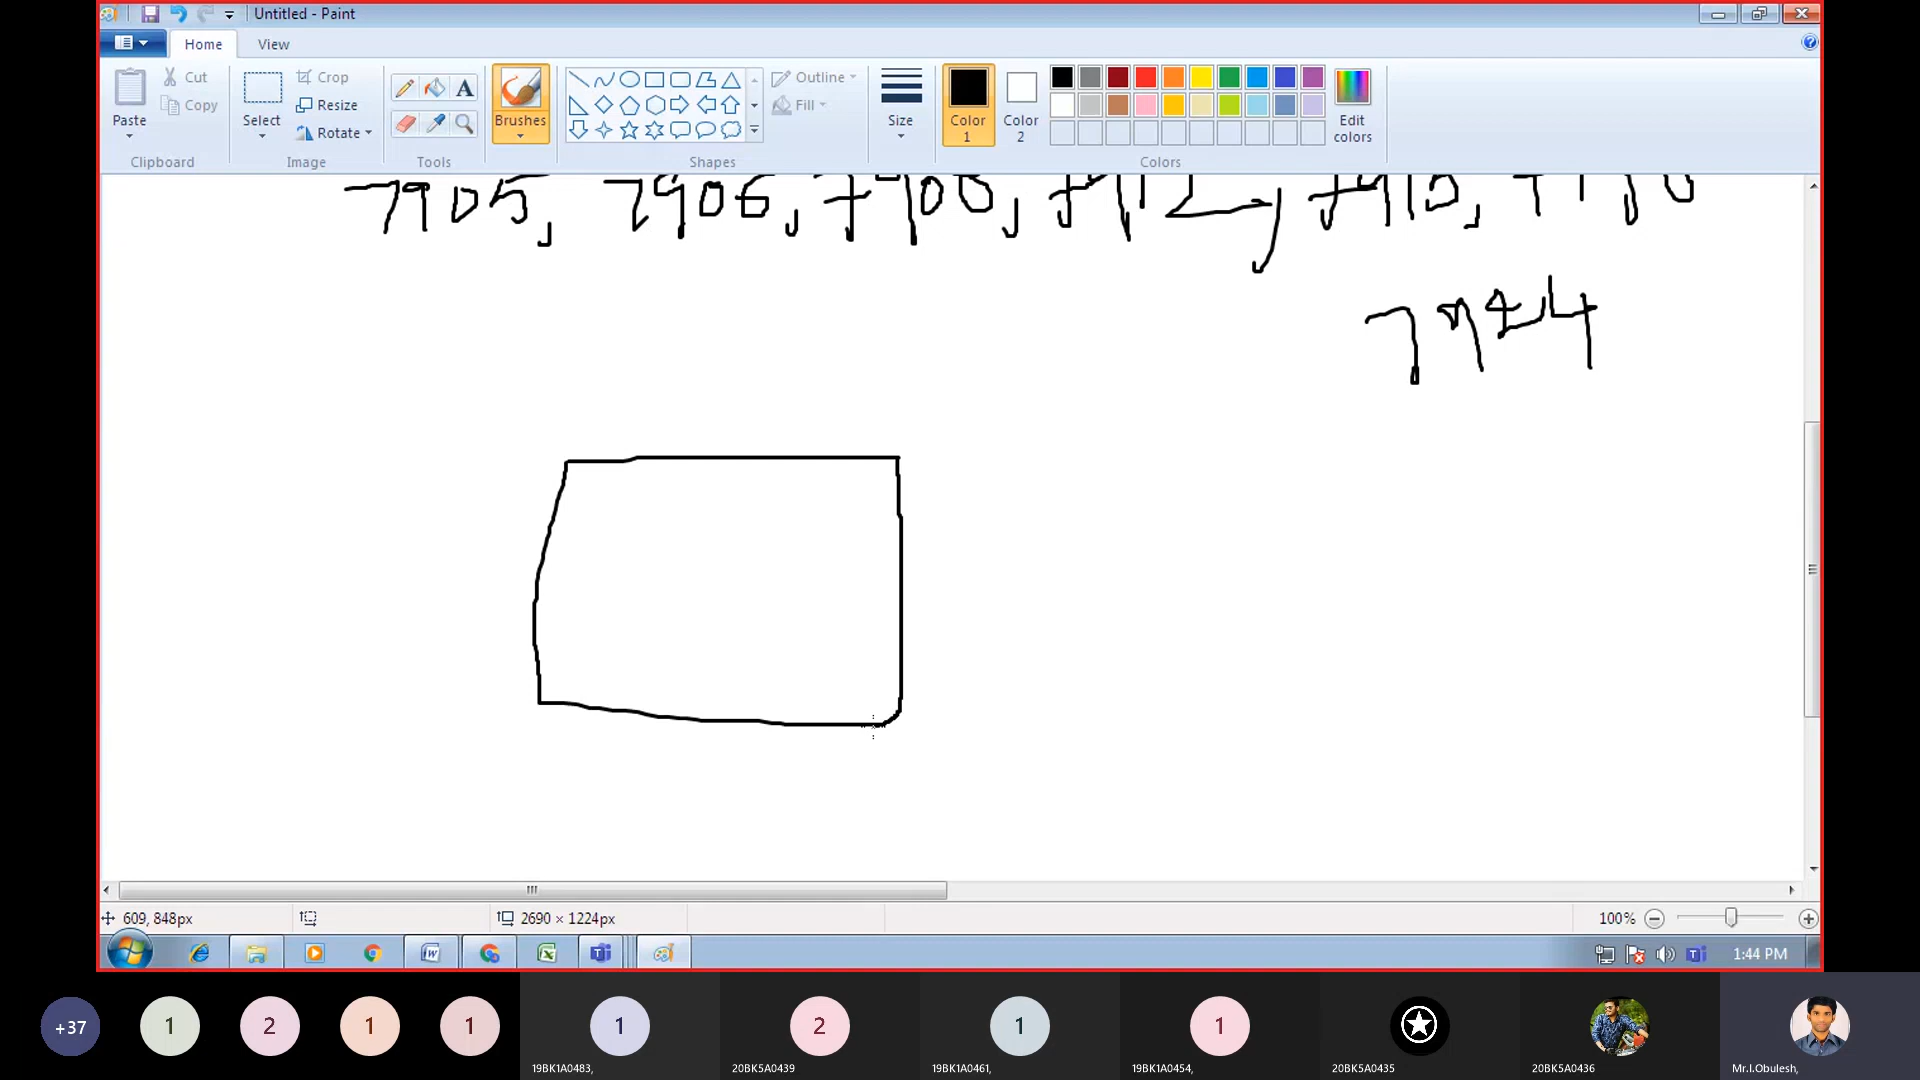 Untitled - Paint
Home View
Paste Cut Copy Select Crop Resize Rotate Brushes Outline Fill Size Color 1 Color 2 Edit colors
Clipboard Image Tools Shapes Colors
7905, 7906, 7908, 7912,
7924
609, 848px 2690 × 1224px 100%
1:44 PM
+37 1 2 1 1 1 2 1 1
19BK1A0483, 20BK5A0439 19BK1A0461, 19BK1A0454, 20BK5A0435 20BK5A0436 Mr.I.Obulesh,